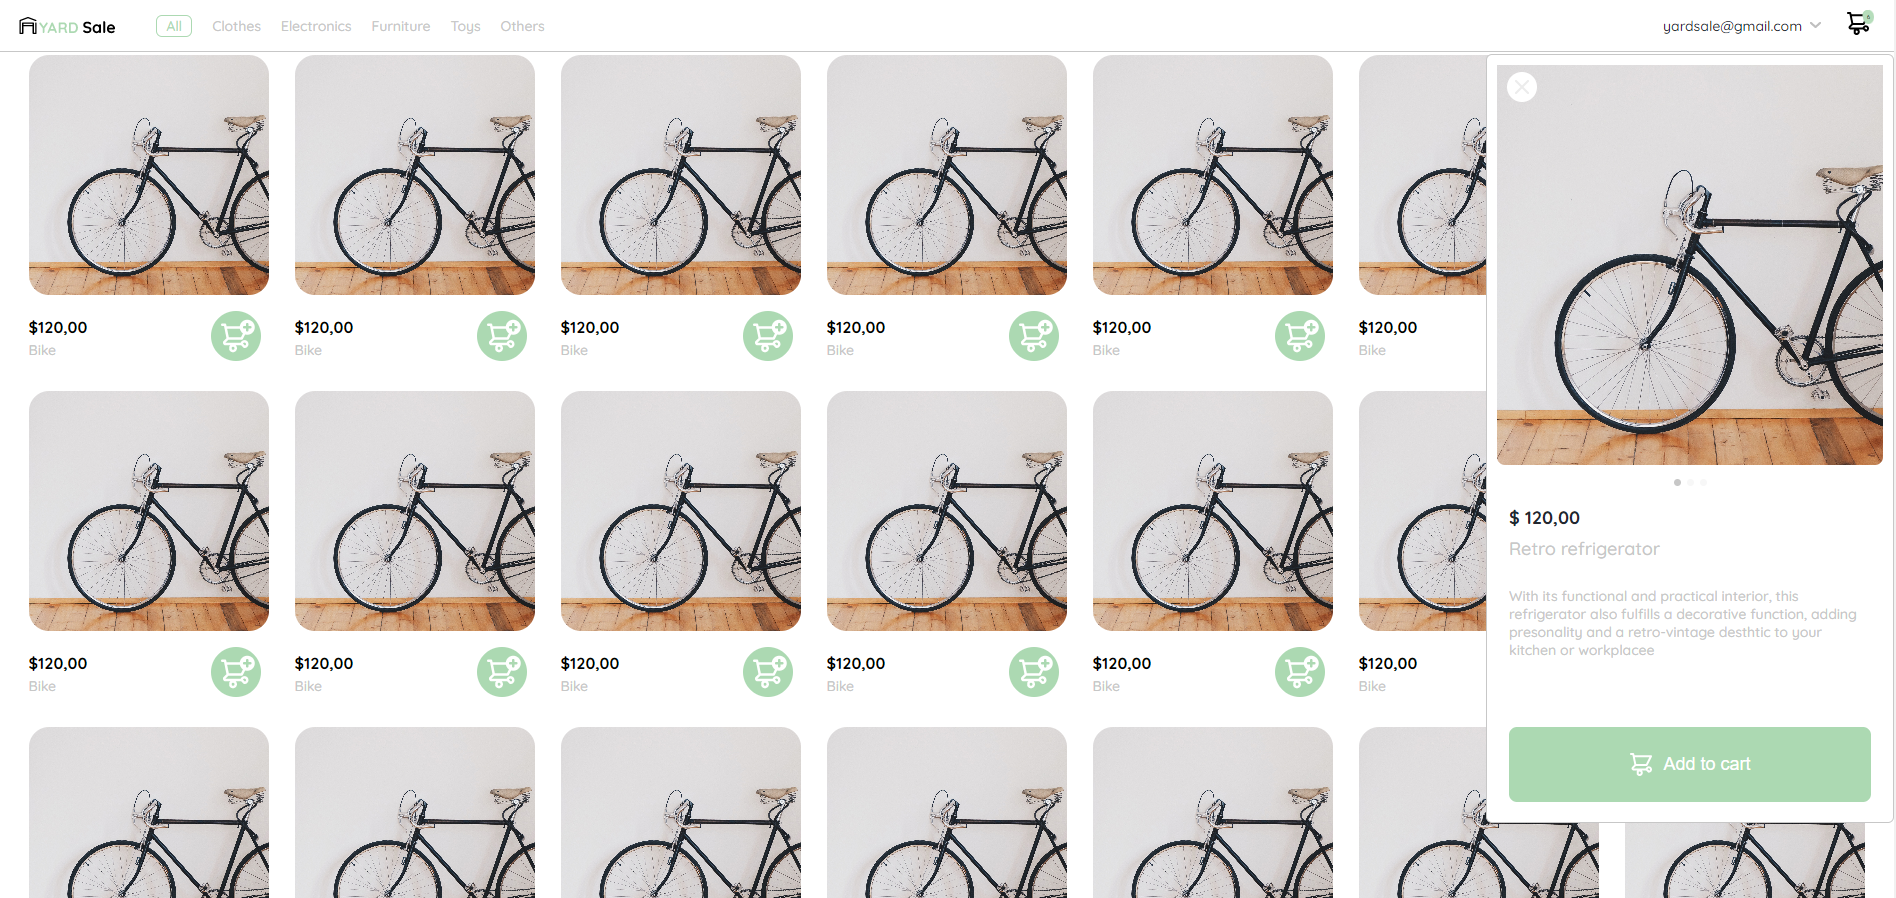 YARD Sale
All Clothes Electronics Furniture Toys Others
yardsale@gmail.com
$120,00 $120,00 $120,00 $120,00 $120,00 $120,00
Bike Bike Bike Bike Bike Bike
$120,00 $120,00 $120,00 $120,00 $120,00 $120,00
Bike Bike Bike Bike Bike Bike
$ 120,00
Retro refrigerator
With its functional and practical interior, this
refrigerator also fulfills a decorative function, adding
presonality and a retro-vintage desthtic to your
kitchen or workplacee
Add to cart